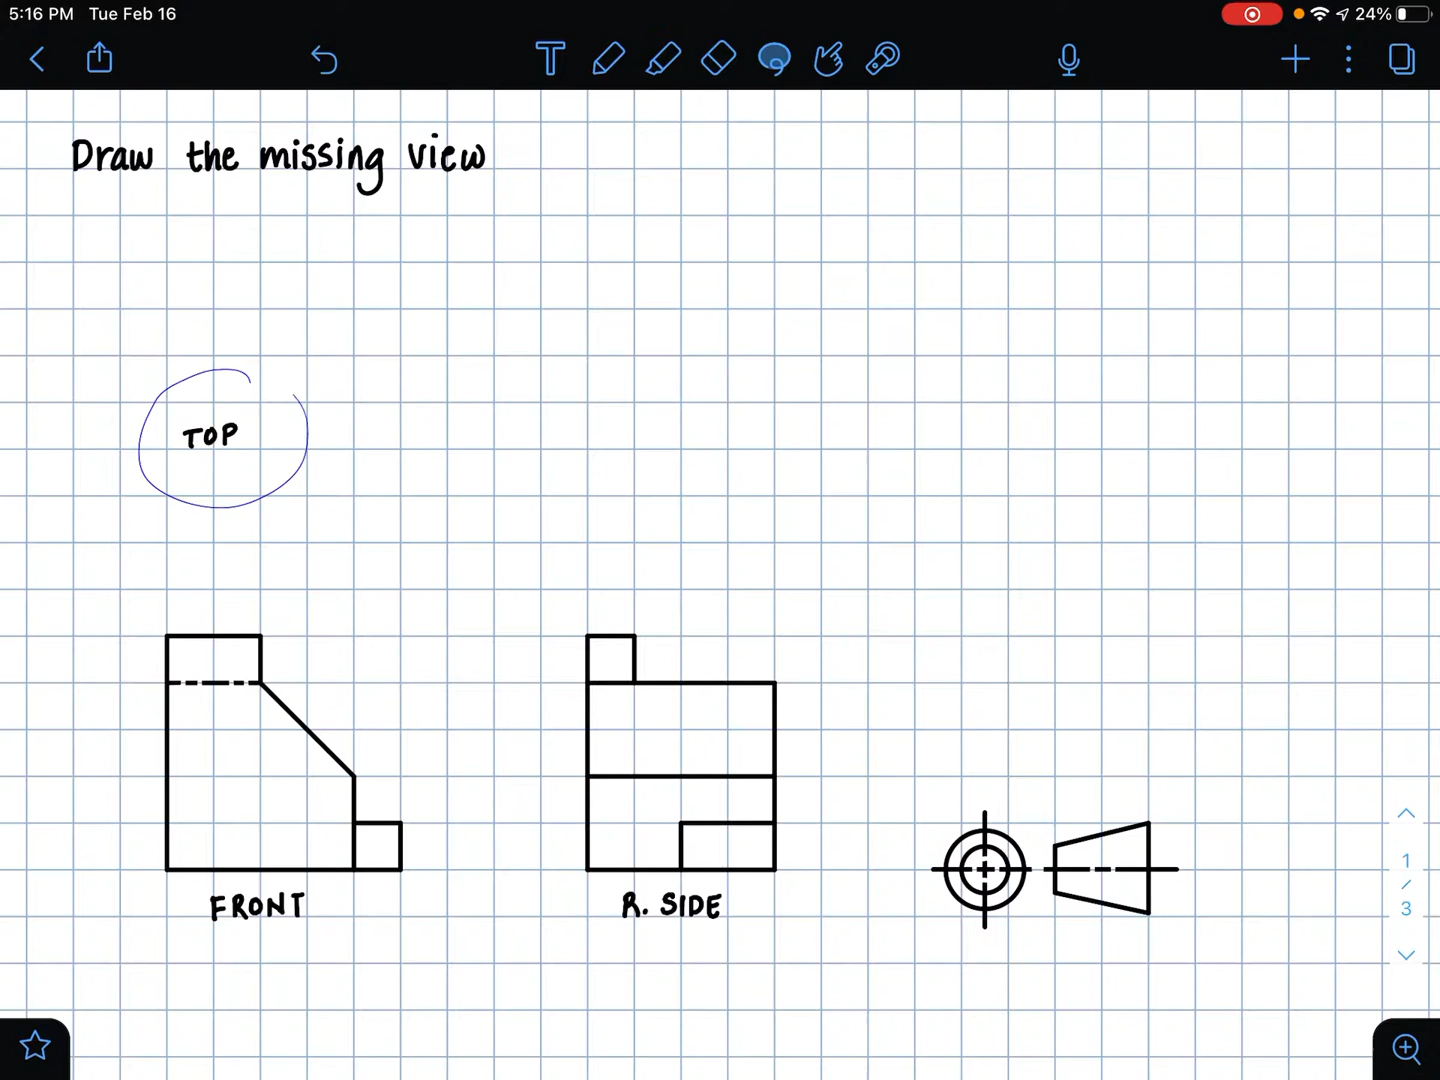 5:16 PM Tue Feb 16
24%
T
Draw the missing view
TOP
FRONT
R. SIDE
1
/
3